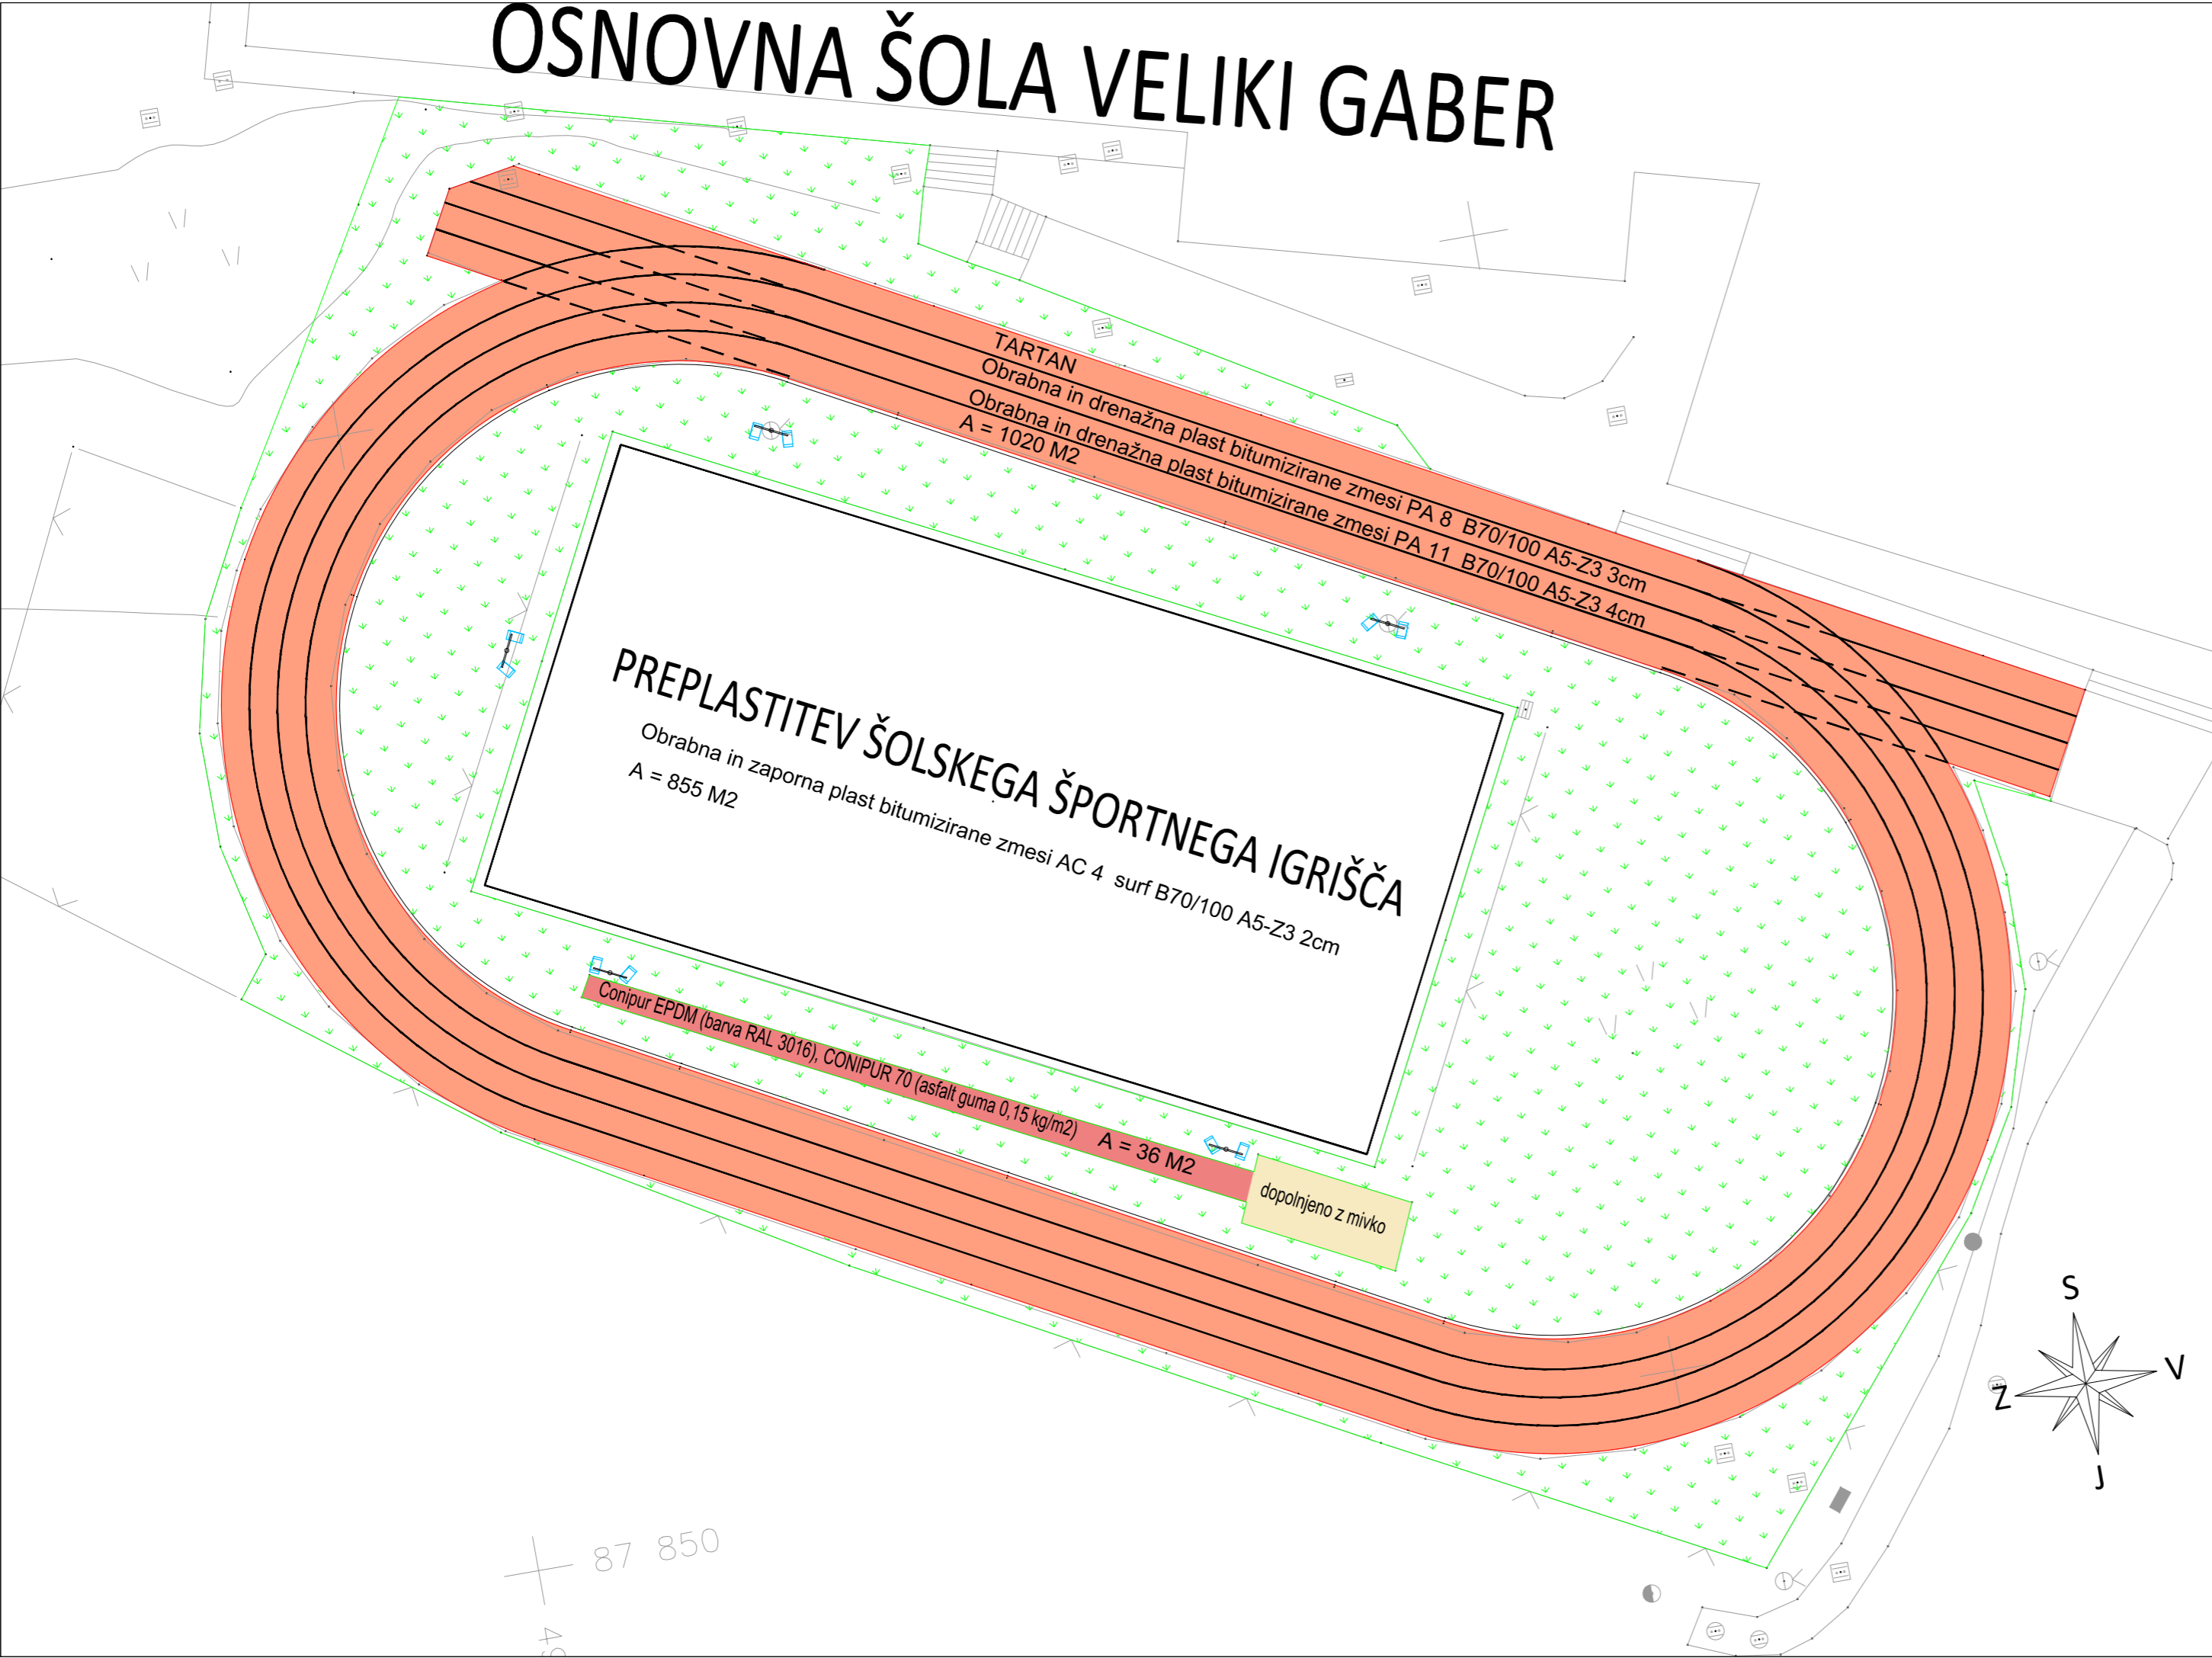 OSNOVNA ŠOLA VELIKI GABER
TARTAN
Obrabna in drenažna plast bitumizirane zmesi PA 8 B70/100 A5-Z3 3cm
Obrabna in drenažna plast bitumizirane zmesi PA 11 B70/100 A5-Z3 4cm
A = 1020 M2
PREPLASTITEV ŠOLSKEGA ŠPORTNEGA IGRIŠČA
Obrabna in zaporna plast bitumizirane zmesi AC 4 surf B70/100 A5-Z3 2cm
A = 855 M2
Conipur EPDM (barva RAL 3016), CONIPUR 70 (asfalt guma 0,15 kg/m2) A = 36 M2
dopolnjeno z mivko
S
V
Z
J
87 850